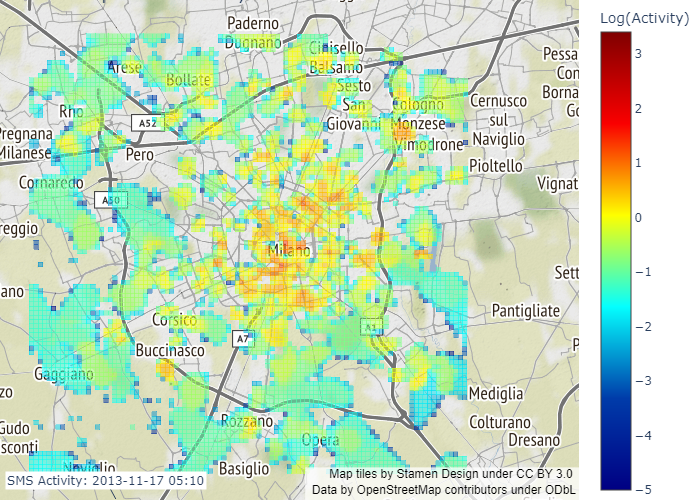 Log(Activity)
Paderno
Dugnano
Cinisello
Balsamo
Pessa
Con
Borna
Go
Arese
Bollate
Sesto
San
Giovanni
Cologno
Monzese
Cernusco
sul
Naviglio
Rho
A52
Pregnana
Milanese
Pero
Vimodrone
Pioltello
Cornaredo
A50
Vignat
reggio
Milano
Sett
ano
Pantigliate
Corsico
A7
A1
Buccinasco
P
Gaggiano
zo
Mediglia
Rozzano
Colturano
Dresano
Gudo
sconti
Opera
Noviglio
Basiglio
3
2
1
0
−1
−2
−3
−4
−5
SMS Activity: 2013-11-17 05:10
Map tiles by Stamen Design under CC BY 3.0
Data by OpenStreetMap contributors under ODbL